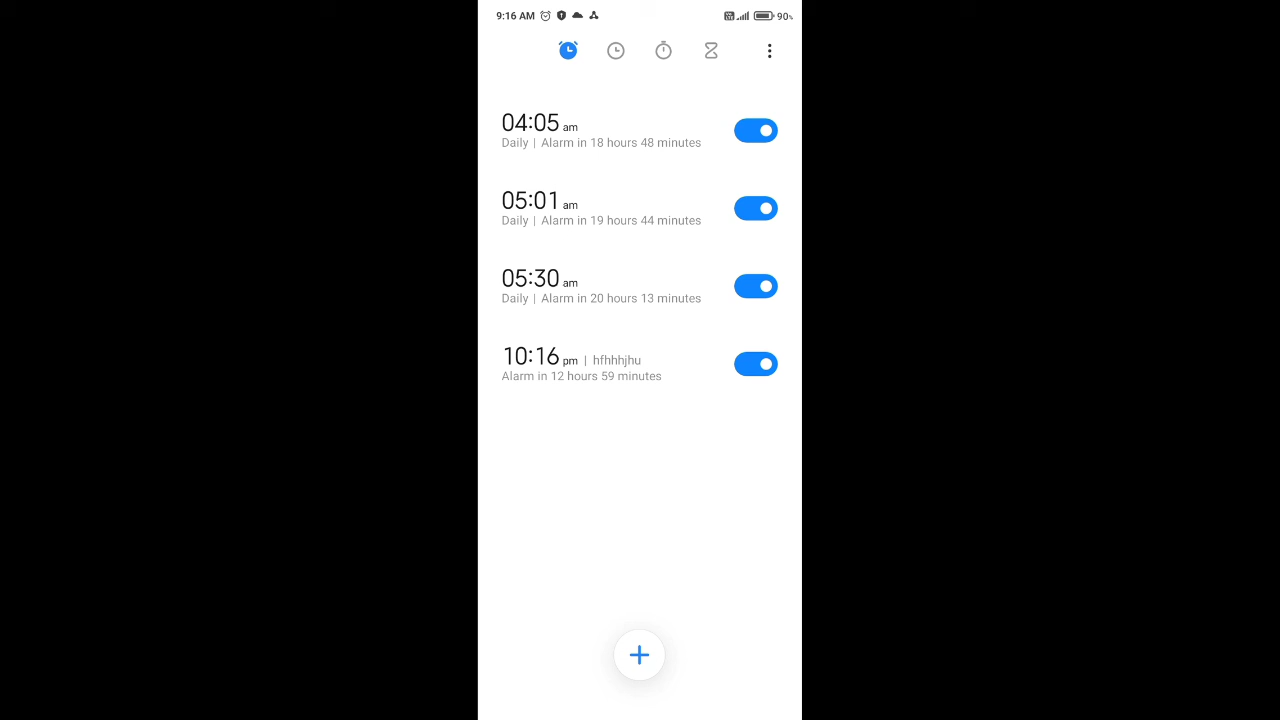 9:16 AM 90%
04:05 am
Daily | Alarm in 18 hours 48 minutes
05:01 am
Daily | Alarm in 19 hours 44 minutes
05:30 am
Daily | Alarm in 20 hours 13 minutes
10:16 pm | hfhhhjhu
Alarm in 12 hours 59 minutes